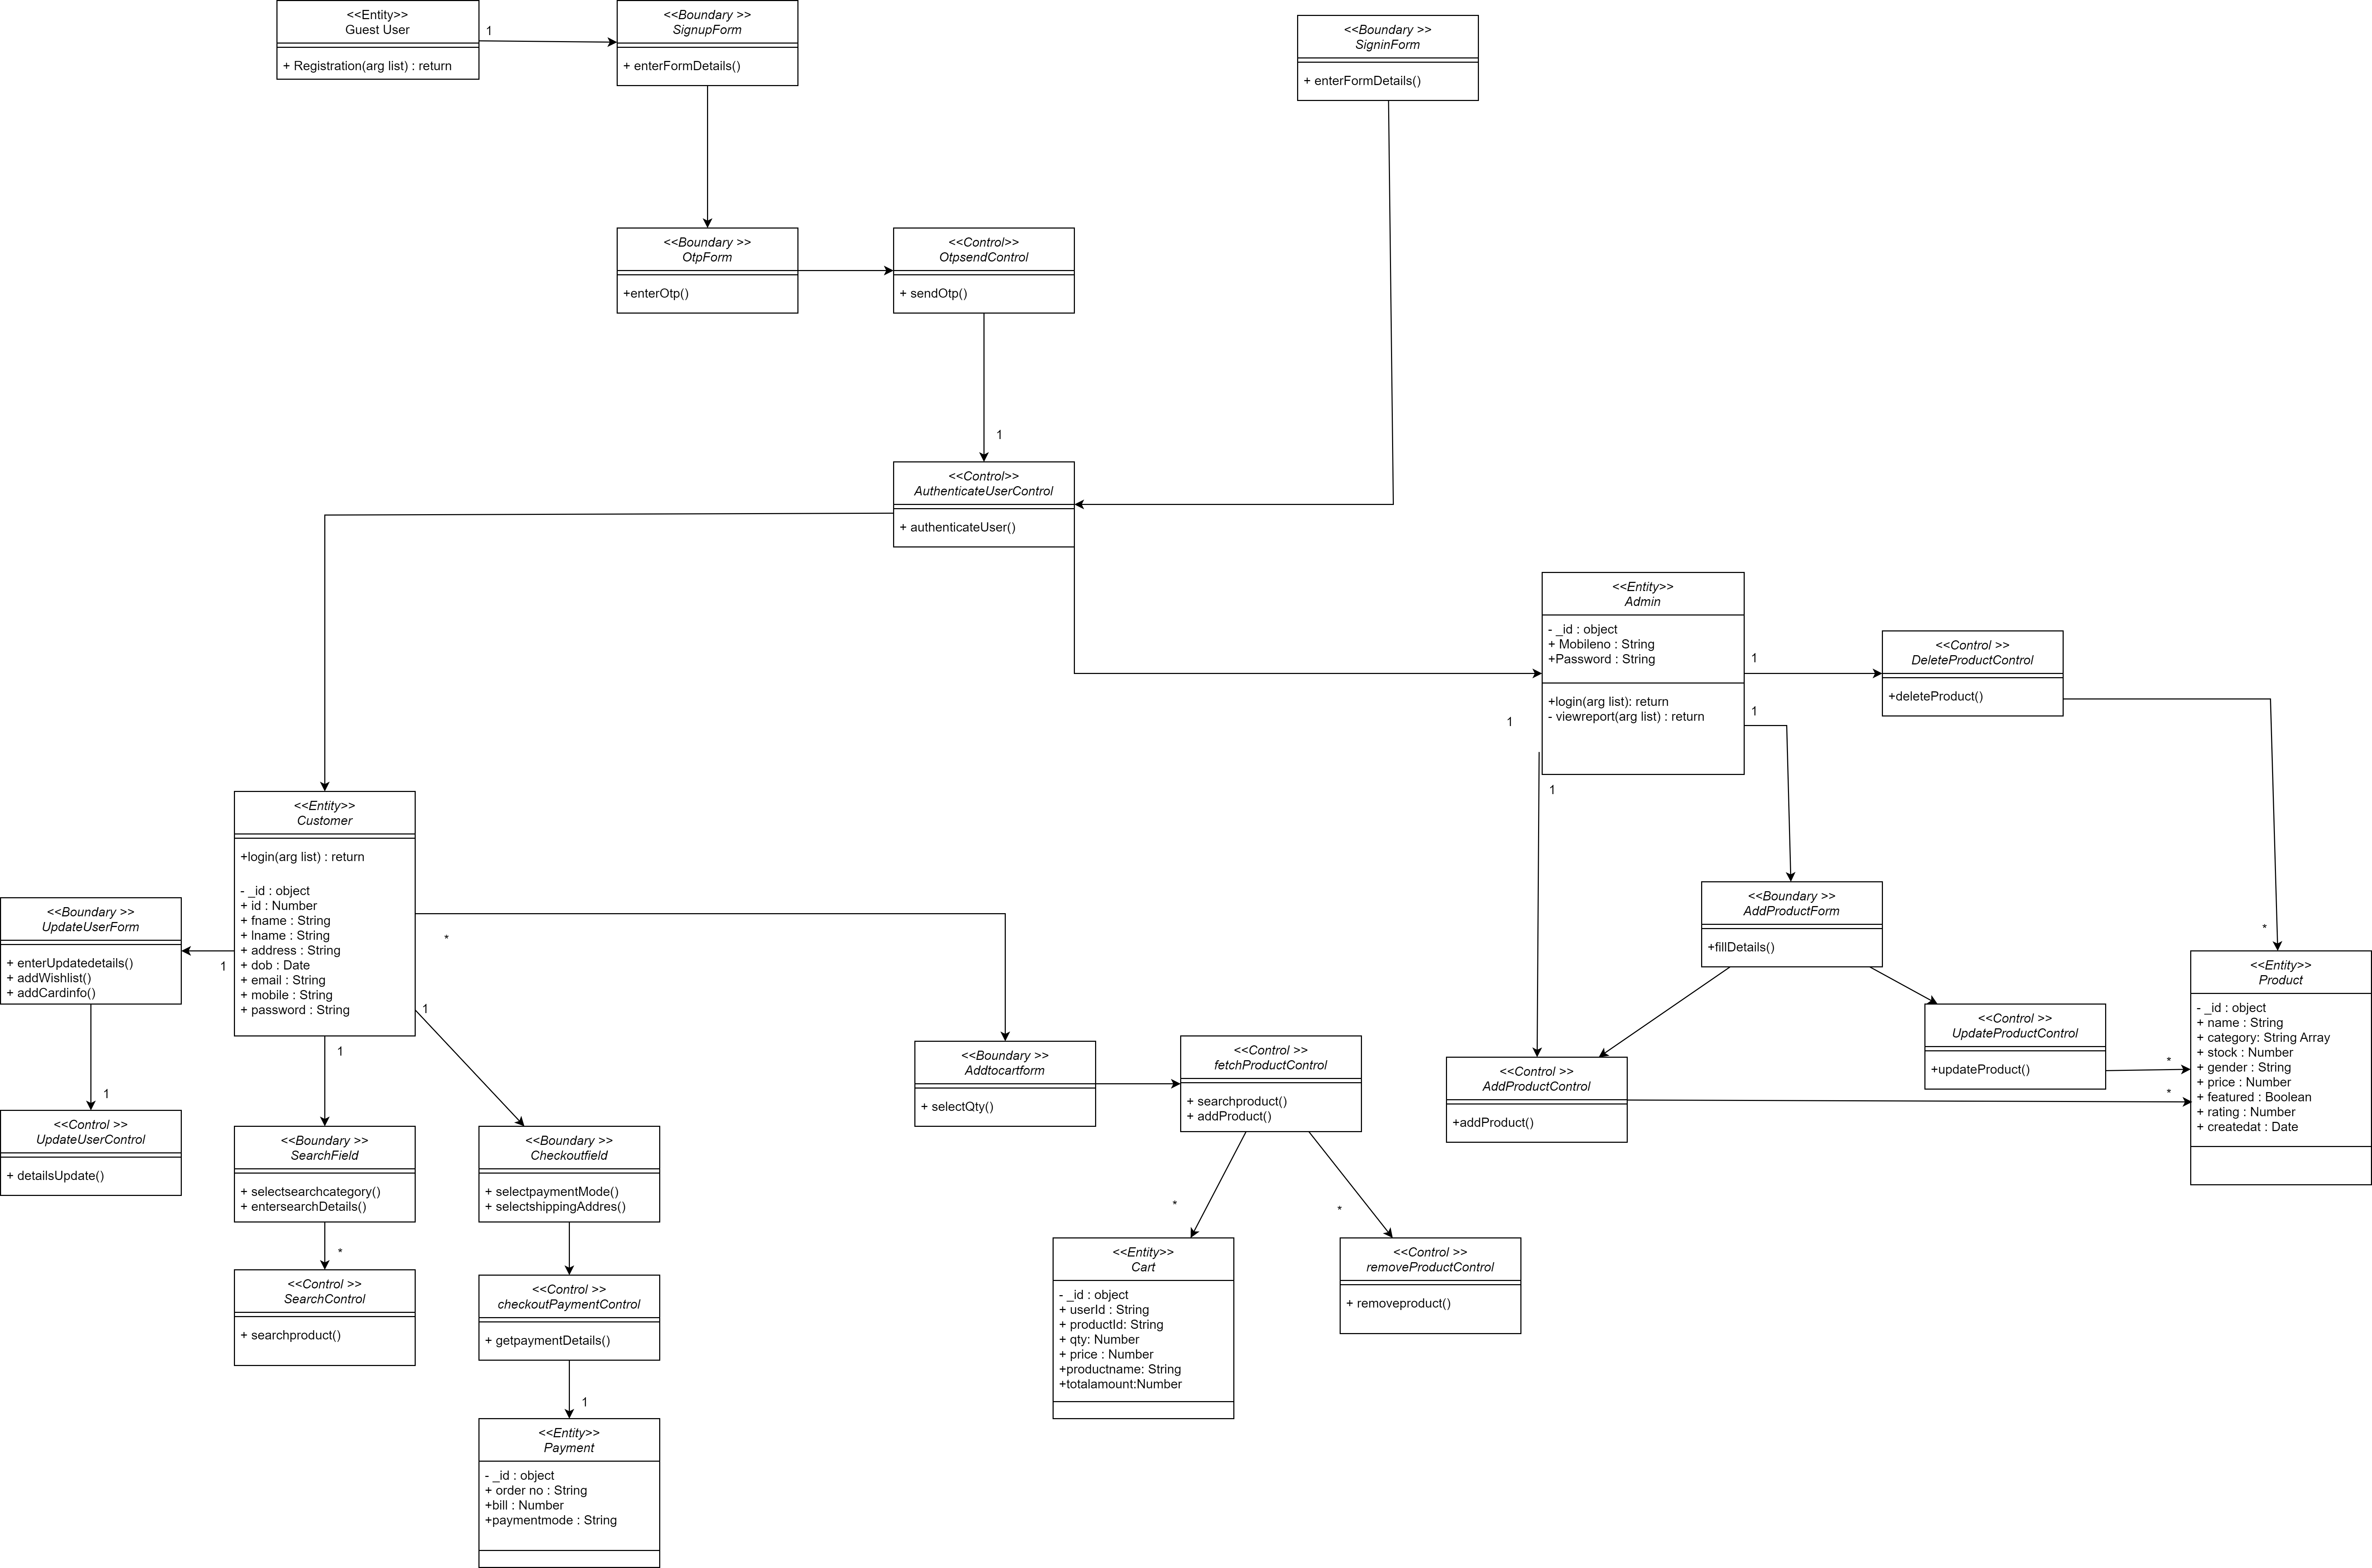 <<Entity>>
Guest User
+ Registration(arg list) : return
1
<<Boundary >>
SignupForm
+ enterFormDetails()
<<Boundary >>
SigninForm
+ enterFormDetails()
<<Boundary >>
OtpForm
+enterOtp()
<<Control>>
OtpsendControl
+ sendOtp()
1
<<Control>>
AuthenticateUserControl
+ authenticateUser()
<<Entity>>
Admin
- _id : object
+ Mobileno : String
+Password : String
+login(arg list): return
- viewreport(arg list) : return
1
1
1
1
<<Control >>
DeleteProductControl
+deleteProduct()
<<Entity>>
Customer
+login(arg list) : return
- _id : object
+ id : Number
+ fname : String
+ lname : String
+ address : String
+ dob : Date
+ email : String
+ mobile : String
+ password : String
*
1
1
1
<<Boundary >>
UpdateUserForm
+ enterUpdatedetails()
+ addWishlist()
+ addCardinfo()
1
<<Control >>
UpdateUserControl
+ detailsUpdate()
<<Boundary >>
SearchField
+ selectsearchcategory()
+ entersearchDetails()
*
<<Control >>
SearchControl
+ searchproduct()
<<Boundary >>
Checkoutfield
+ selectpaymentMode()
+ selectshippingAddres()
<<Control >>
checkoutPaymentControl
+ getpaymentDetails()
1
<<Entity>>
Payment
- _id : object
+ order no : String
+bill : Number
+paymentmode : String
<<Boundary >>
Addtocartform
+ selectQty()
<<Control >>
fetchProductControl
+ searchproduct()
+ addProduct()
*
*
<<Entity>>
Cart
- _id : object
+ userId : String
+ productId: String
+ qty: Number
+ price : Number
+productname: String
+totalamount:Number
<<Control >>
removeProductControl
+ removeproduct()
<<Boundary >>
AddProductForm
+fillDetails()
<<Control >>
AddProductControl
+addProduct()
<<Control >>
UpdateProductControl
+updateProduct()
*
*
*
<<Entity>>
Product
- _id : object
+ name : String
+ category: String Array
+ stock : Number
+ gender : String
+ price : Number
+ featured : Boolean
+ rating : Number
+ createdat : Date